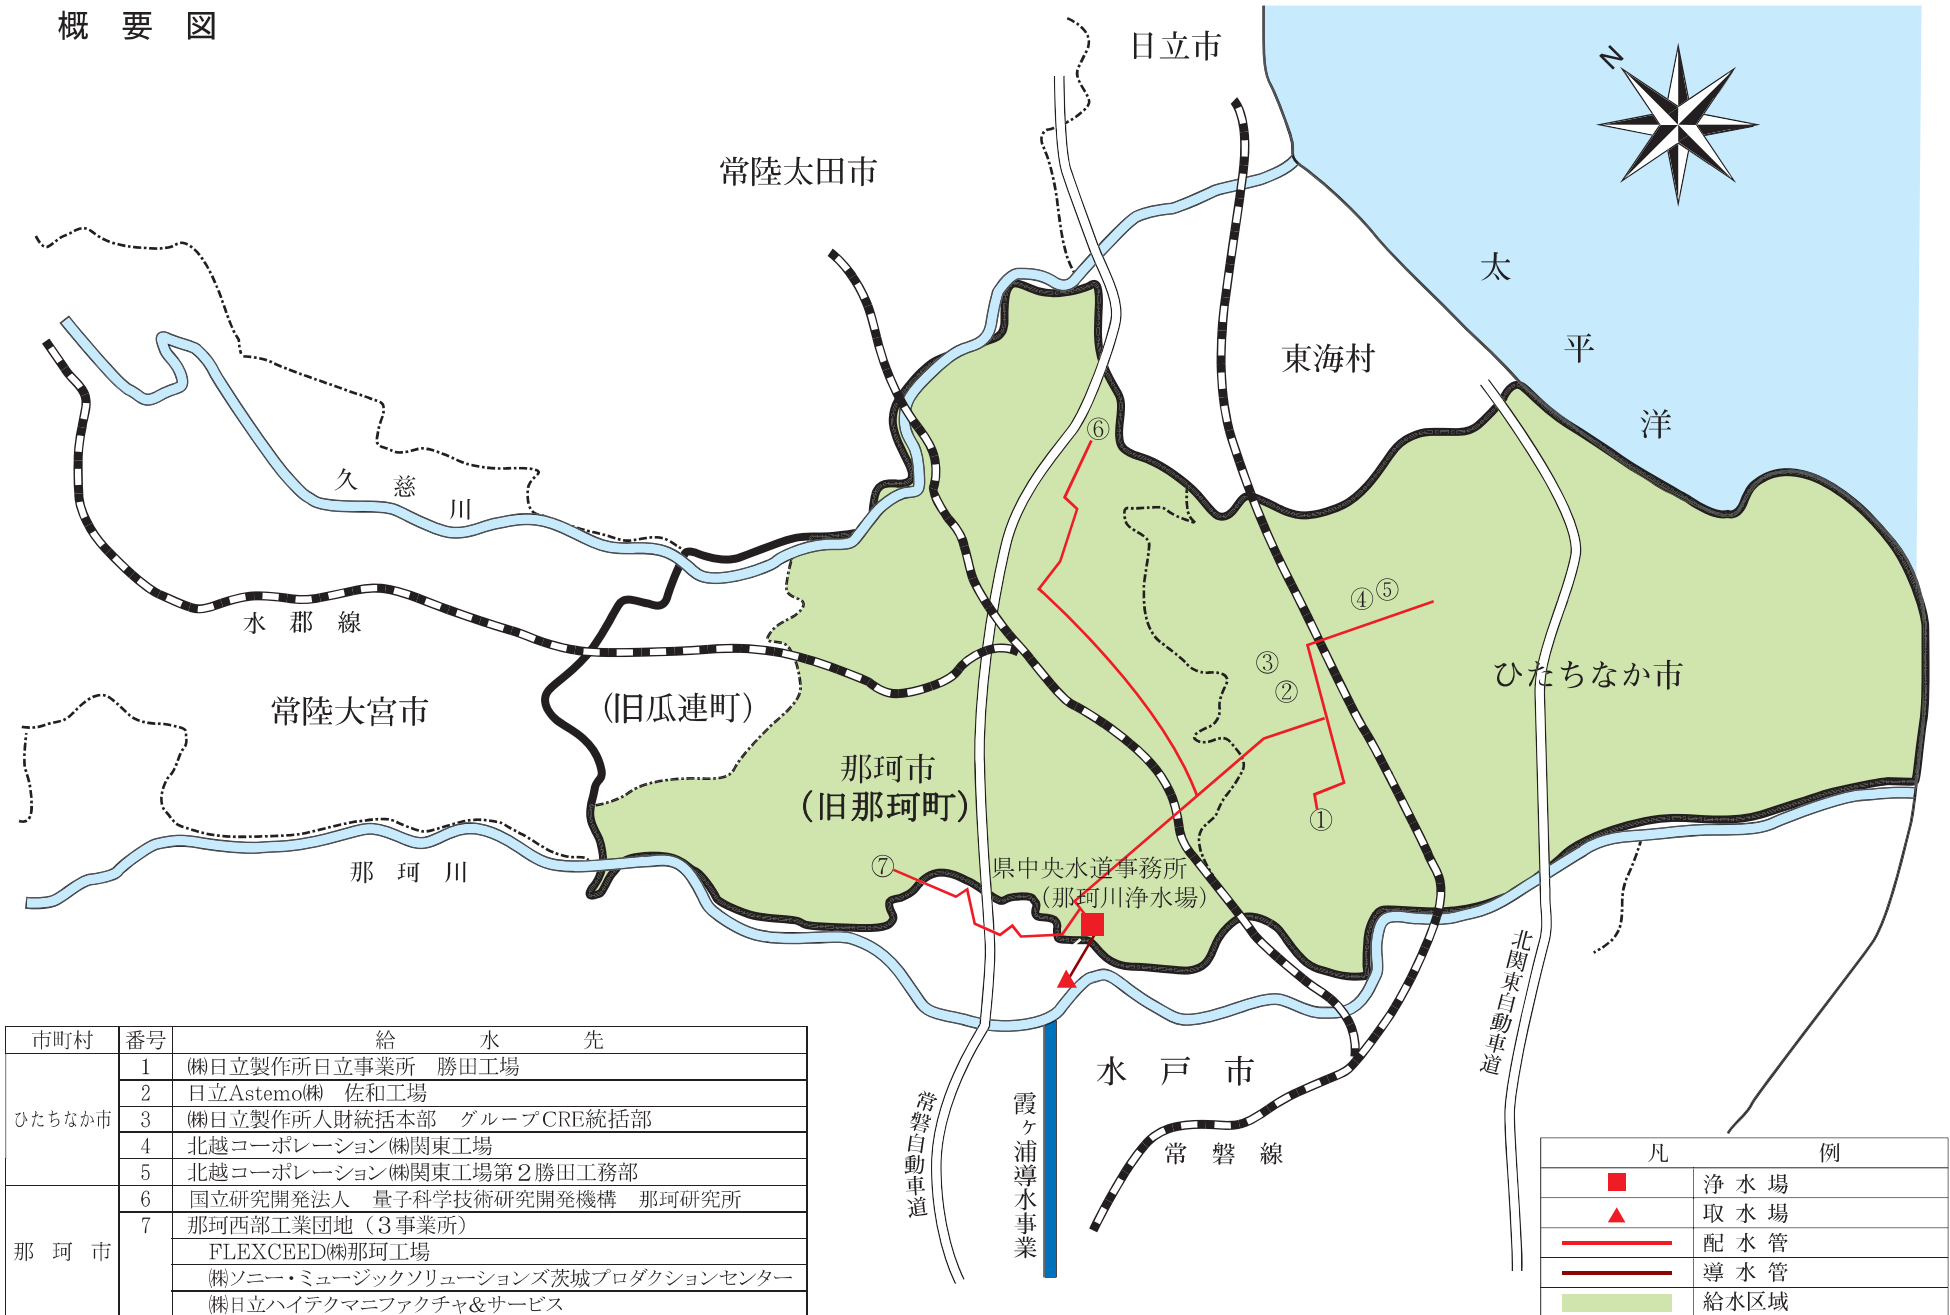 概要図
N
日立市
常陸太田市
太平洋
東海村
久慈川
⑥
④⑤
水郡線
③
②
ひたちなか市
常陸大宮市
(旧瓜連町)
那珂市
(旧那珂町)
①
那珂川
⑦
県中央水道事務所
(那珂川浄水場)
北関東自動車道
水戸市
常磐自動車道
霞ヶ浦導水事業
常磐線
市町村 番号 給水先
ひたちなか市
1 ㈱日立製作所日立事業所 勝田工場
2 日立Astemo㈱ 佐和工場
3 ㈱日立製作所人財統括本部 グループCRE統括部
4 北越コーポレーション㈱関東工場
5 北越コーポレーション㈱関東工場第2勝田工務部
那珂市
6 国立研究開発法人 量子科学技術研究開発機構 那珂研究所
7 那珂西部工業団地(3事業所)
FLEXCEED㈱那珂工場
㈱ソニー・ミュージックソリューションズ茨城プロダクションセンター
㈱日立ハイテクマニファクチャ&サービス
凡例
浄水場
取水場
配水管
導水管
給水区域